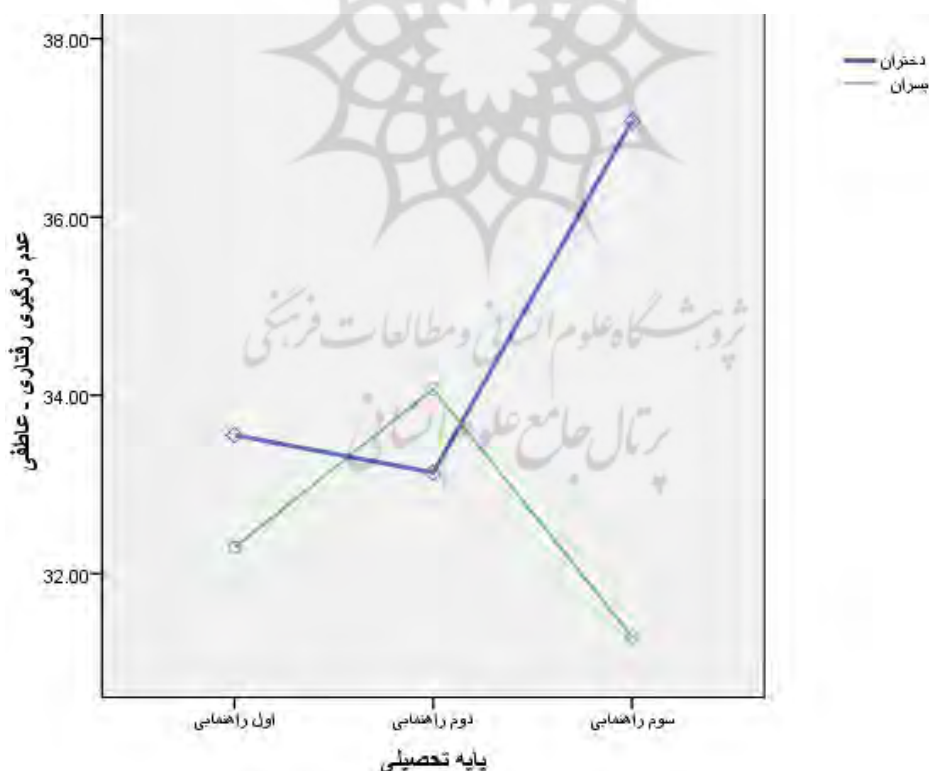 38.00
36.00
34.00
32.00
عدم درگیری رفتاری - عاطفی
دختران
پسران
پژوهشگاه علوم انسانی و مطالعات فرهنگی
پرتال جامع علوم انسانی
اول راهنمایی
دوم راهنمایی
سوم راهنمایی
پایه تحصیلی